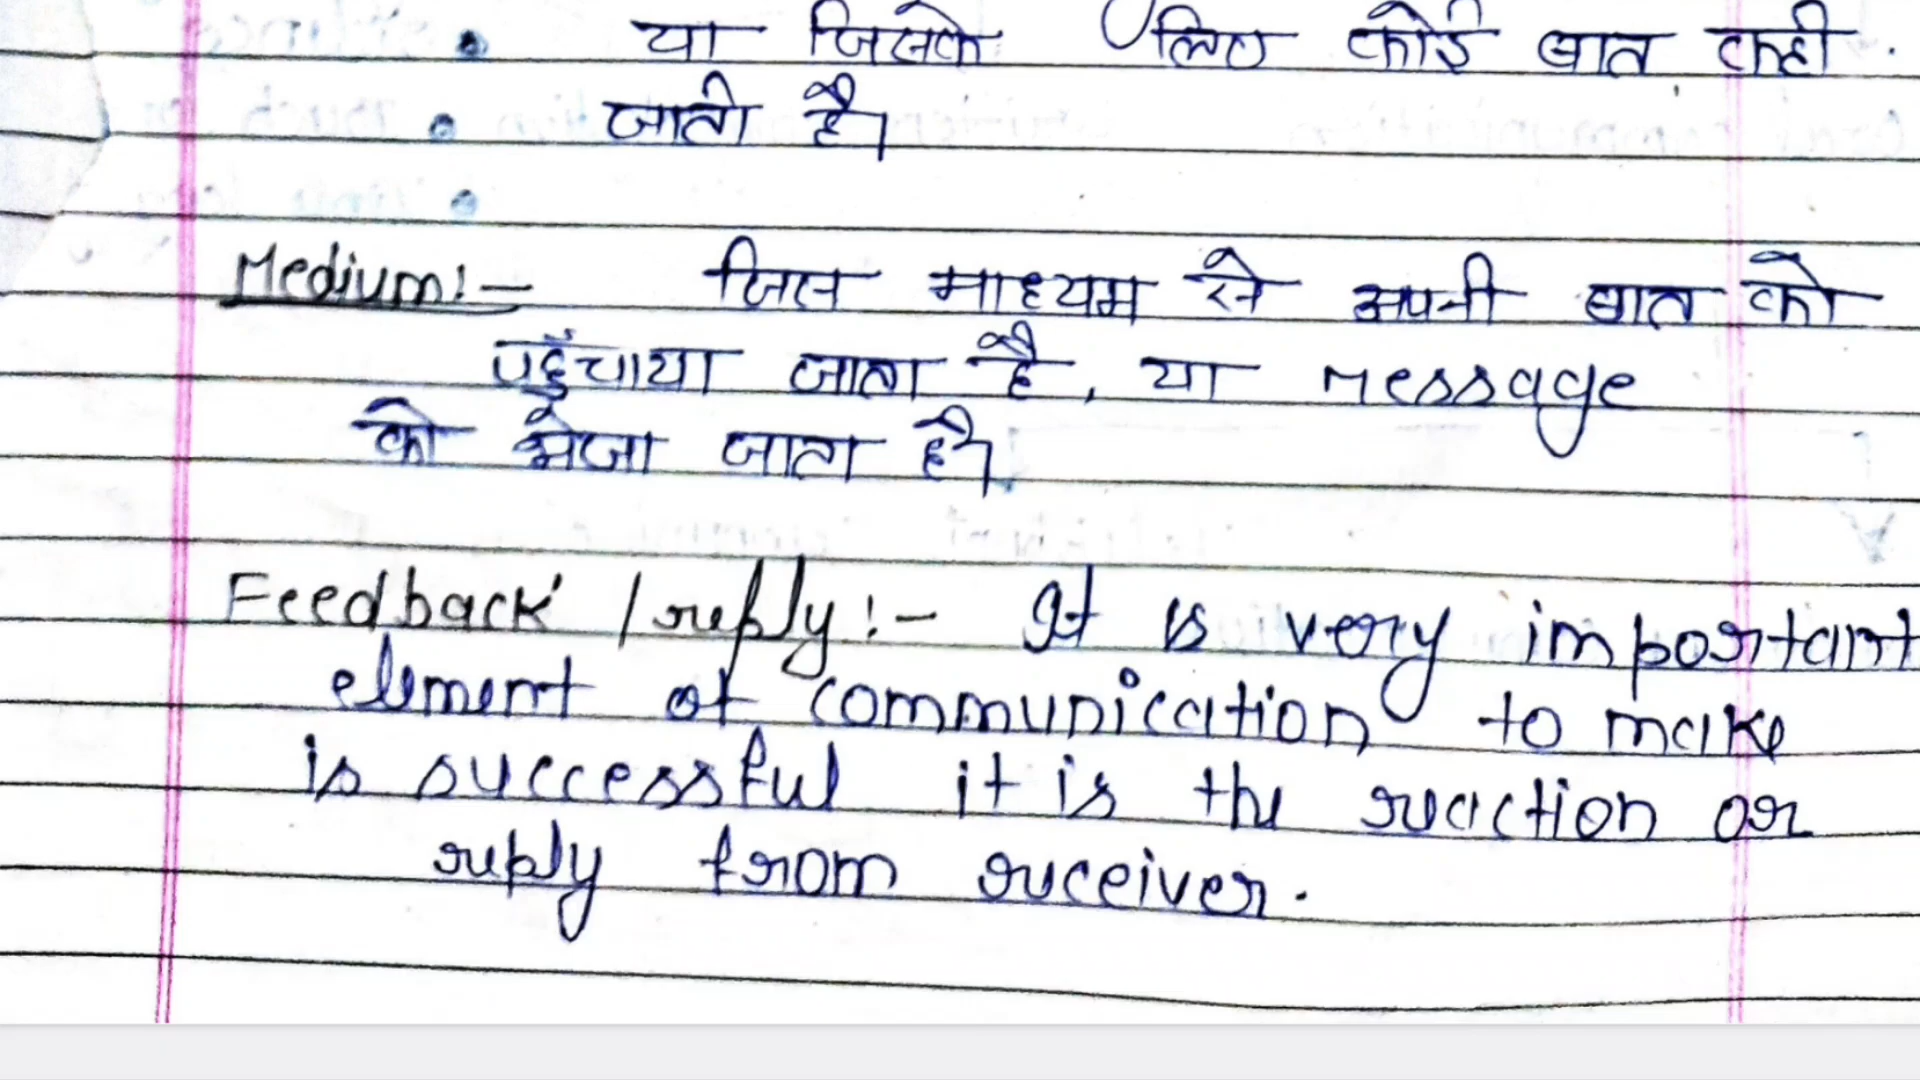 या जिसके लिए कोई बात कही
जाती है।
Medium:- जिस माध्यम से अपनी बात को
पहुँचाया जाता है, या message
को भेजा जाता है।
Feedback / reply:- It is very important
element of communication to make
is successful it is the reaction or
reply from receiver.